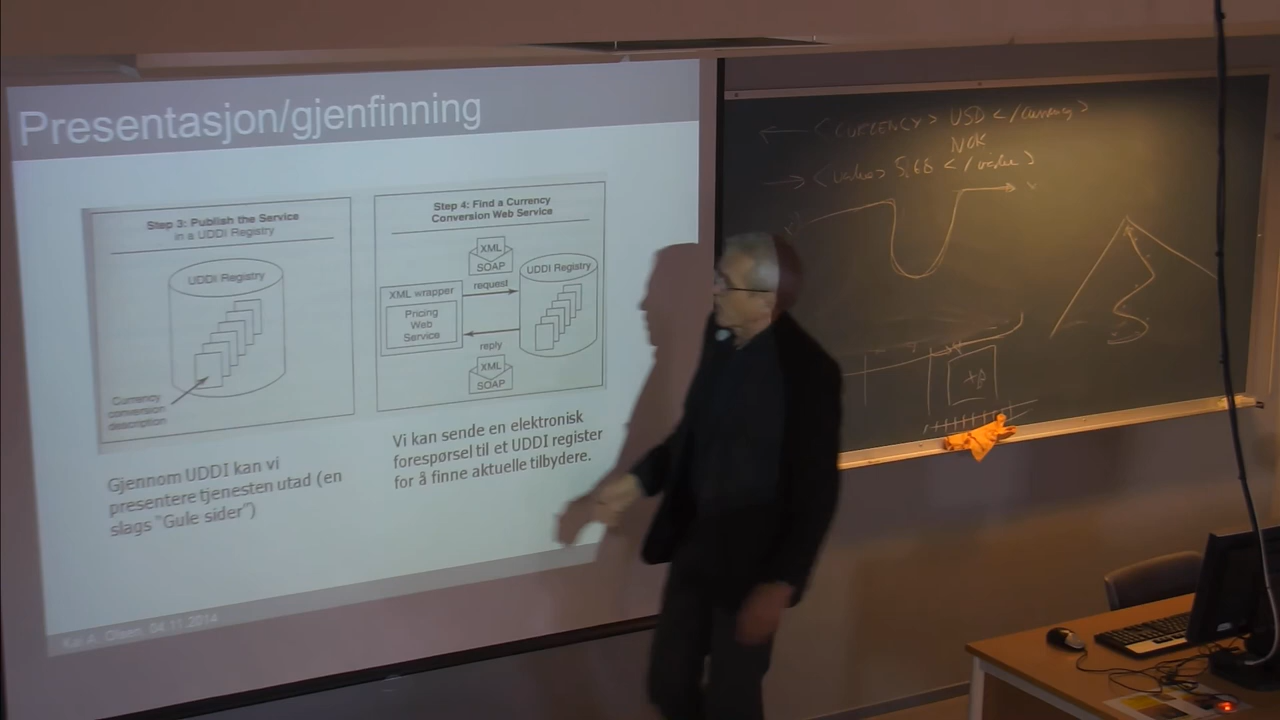 Presentasjon/gjenfinning
Step 3: Publish the Service
in a UDDI Registry
UDDI Registry
Currency
conversion
description
Step 4: Find a Currency
Conversion Web Service
XML
SOAP
UDDI Registry
XML wrapper
request
Pricing
Web
Service
reply
XML
SOAP
Gjennom UDDI kan vi
presentere tjenesten utad (en
slags "Gule sider")
Vi kan sende en elektronisk
forespørsel til et UDDI register
for å finne aktuelle tilbydere.
Kai A. Olsen, 04.11.2014
<CURRENCY> USD </currency>
NOK
<value> 5.68 </value>
x